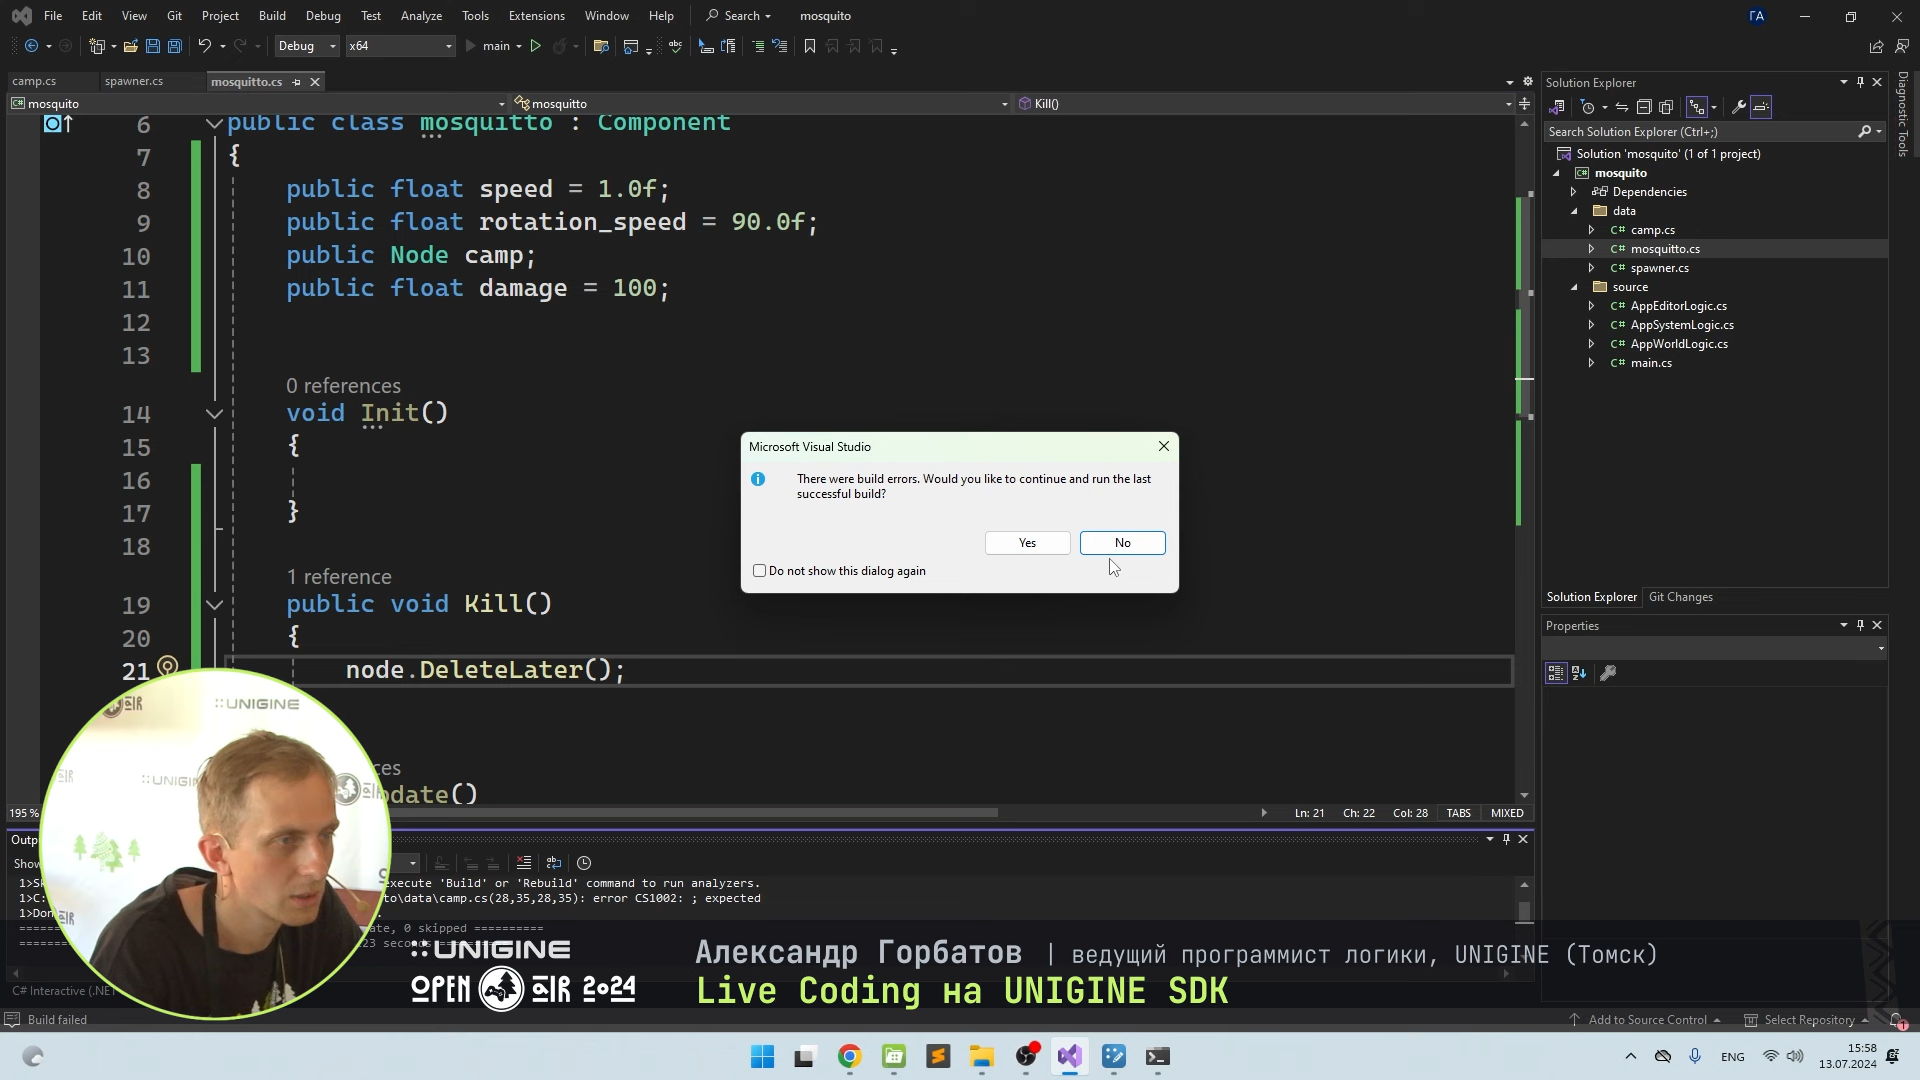 File Edit View Git Project Build Debug Test Analyze Tools Extensions Window Help Search mosquito ГА
Debug x64 main
camp.cs spawner.cs mosquitto.cs
mosquito mosquitto Kill()
6 public class mosquitto : Component
7 {
8 public float speed = 1.0f;
9 public float rotation_speed = 90.0f;
10 public Node camp;
11 public float damage = 100;
12
13
0 references
14 void Init()
15 {
16
17 }
18
1 reference
19 public void Kill()
20 {
21 node.DeleteLater();
date()
195 % Ln: 21 Ch: 22 Col: 28 TABS MIXED
Microsoft Visual Studio
There were build errors. Would you like to continue and run the last
successful build?
Yes No
Do not show this dialog again
Solution Explorer
Search Solution Explorer (Ctrl+;)
Solution 'mosquito' (1 of 1 project)
mosquito
Dependencies
data
C# camp.cs
C# mosquitto.cs
C# spawner.cs
source
C# AppEditorLogic.cs
C# AppSystemLogic.cs
C# AppWorldLogic.cs
C# main.cs
Solution Explorer Git Changes
Properties
Diagnostic Tools
execute 'Build' or 'Rebuild' command to run analyzers.
to\data\camp.cs(28,35,28,35): error CS1002: ; expected
0 skipped ==========
seconds
C# Interactive (.NET
::UNIGINE
OPEN AIR 2024
Александр Горбатов | ведущий программист логики, UNIGINE (Томск)
Live Coding на UNIGINE SDK
Build failed Add to Source Control Select Repository 1
ENG 15:58
13.07.2024